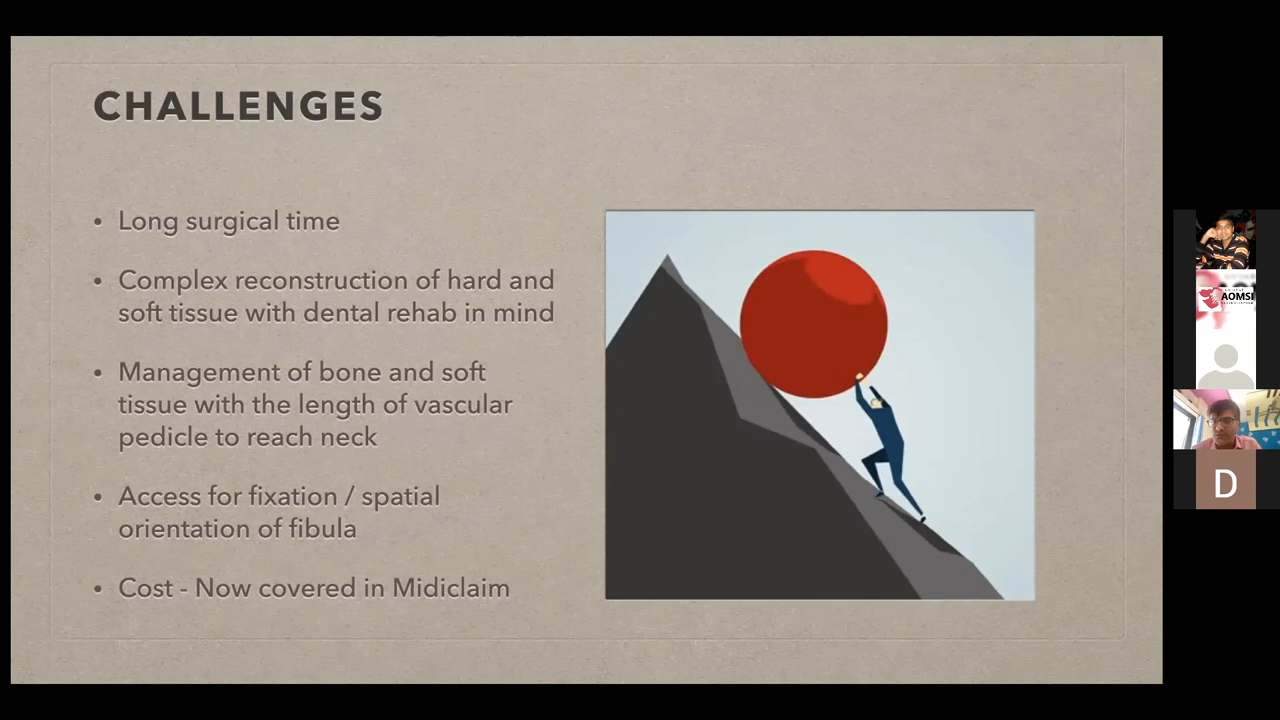 CHALLENGES
• Long surgical time
• Complex reconstruction of hard and
soft tissue with dental rehab in mind
• Management of bone and soft
tissue with the length of vascular
pedicle to reach neck
• Access for fixation / spatial
orientation of fibula
• Cost - Now covered in Midiclaim
AOMSI
D